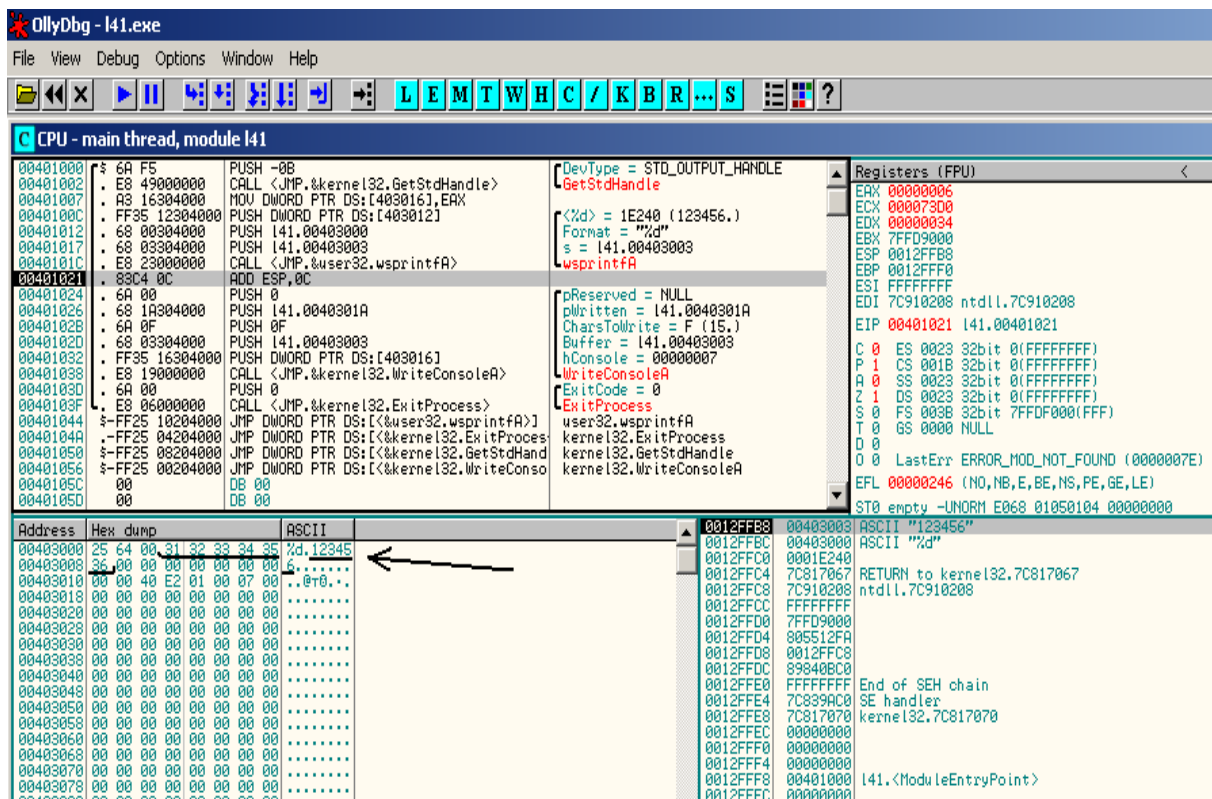 OllyDbg - l41.exe
File View Debug Options Window Help
L E M T W H C / K B R ... S ?
C CPU - main thread, module l41
00401000 $ 6A F5 PUSH -0B DevType = STD_OUTPUT_HANDLE
00401002 . E8 49000000 CALL <JMP.&kernel32.GetStdHandle> GetStdHandle
00401007 . A3 16304000 MOV DWORD PTR DS:[403016],EAX
0040100C . FF35 12304000 PUSH DWORD PTR DS:[403012] <%d> = 1E240 (123456.)
00401012 . 68 00304000 PUSH l41.00403000 Format = "%d"
00401017 . 68 03304000 PUSH l41.00403003 s = l41.00403003
0040101C . E8 23000000 CALL <JMP.&user32.wsprintfA> wsprintfA
00401021 . 83C4 0C ADD ESP,0C
00401024 . 6A 00 PUSH 0 pReserved = NULL
00401026 . 68 1A304000 PUSH l41.0040301A pWritten = l41.0040301A
0040102B . 6A 0F PUSH 0F CharsToWrite = F (15.)
0040102D . 68 03304000 PUSH l41.00403003 Buffer = l41.00403003
00401032 . FF35 16304000 PUSH DWORD PTR DS:[403016] hConsole = 00000007
00401038 . E8 19000000 CALL <JMP.&kernel32.WriteConsoleA> WriteConsoleA
0040103D . 6A 00 PUSH 0 ExitCode = 0
0040103F . E8 06000000 CALL <JMP.&kernel32.ExitProcess> ExitProcess
00401044 $-FF25 10204000 JMP DWORD PTR DS:[<&user32.wsprintfA>] user32.wsprintfA
0040104A .-FF25 04204000 JMP DWORD PTR DS:[<&kernel32.ExitProces kernel32.ExitProcess
00401050 $-FF25 08204000 JMP DWORD PTR DS:[<&kernel32.GetStdHand kernel32.GetStdHandle
00401056 $-FF25 00204000 JMP DWORD PTR DS:[<&kernel32.WriteConso kernel32.WriteConsoleA
0040105C 00 DB 00
0040105D 00 DB 00
Registers (FPU) <
EAX 00000006
ECX 000073D0
EDX 00000034
EBX 7FFD9000
ESP 0012FFB8
EBP 0012FFF0
ESI FFFFFFFF
EDI 7C910208 ntdll.7C910208
EIP 00401021 l41.00401021
C 0 ES 0023 32bit 0(FFFFFFFF)
P 1 CS 001B 32bit 0(FFFFFFFF)
A 0 SS 0023 32bit 0(FFFFFFFF)
Z 1 DS 0023 32bit 0(FFFFFFFF)
S 0 FS 003B 32bit 7FFDF000(FFF)
T 0 GS 0000 NULL
D 0
O 0 LastErr ERROR_MOD_NOT_FOUND (0000007E)
EFL 00000246 (NO,NB,E,BE,NS,PE,GE,LE)
ST0 empty -UNORM E068 01050104 00000000
Address Hex dump ASCII
00403000 25 64 00 31 32 33 34 35 %d.12345
00403008 36 00 00 00 00 00 00 00 6.......
00403010 00 00 40 E2 01 00 07 00 ..@т0.•.
00403018 00 00 00 00 00 00 00 00 ........
00403020 00 00 00 00 00 00 00 00 ........
00403028 00 00 00 00 00 00 00 00 ........
00403030 00 00 00 00 00 00 00 00 ........
00403038 00 00 00 00 00 00 00 00 ........
00403040 00 00 00 00 00 00 00 00 ........
00403048 00 00 00 00 00 00 00 00 ........
00403050 00 00 00 00 00 00 00 00 ........
00403058 00 00 00 00 00 00 00 00 ........
00403060 00 00 00 00 00 00 00 00 ........
00403068 00 00 00 00 00 00 00 00 ........
00403070 00 00 00 00 00 00 00 00 ........
00403078 00 00 00 00 00 00 00 00 ........
0012FFB8 00403003 ASCII "123456"
0012FFBC 00403000 ASCII "%d"
0012FFC0 0001E240
0012FFC4 7C817067 RETURN to kernel32.7C817067
0012FFC8 7C910208 ntdll.7C910208
0012FFCC FFFFFFFF
0012FFD0 7FFD9000
0012FFD4 805512FA
0012FFD8 0012FFC8
0012FFDC 89840BC0
0012FFE0 FFFFFFFF End of SEH chain
0012FFE4 7C839AC0 SE handler
0012FFE8 7C817070 kernel32.7C817070
0012FFEC 00000000
0012FFF0 00000000
0012FFF4 00000000
0012FFF8 00401000 l41.<ModuleEntryPoint>
0012FFFC 00000000